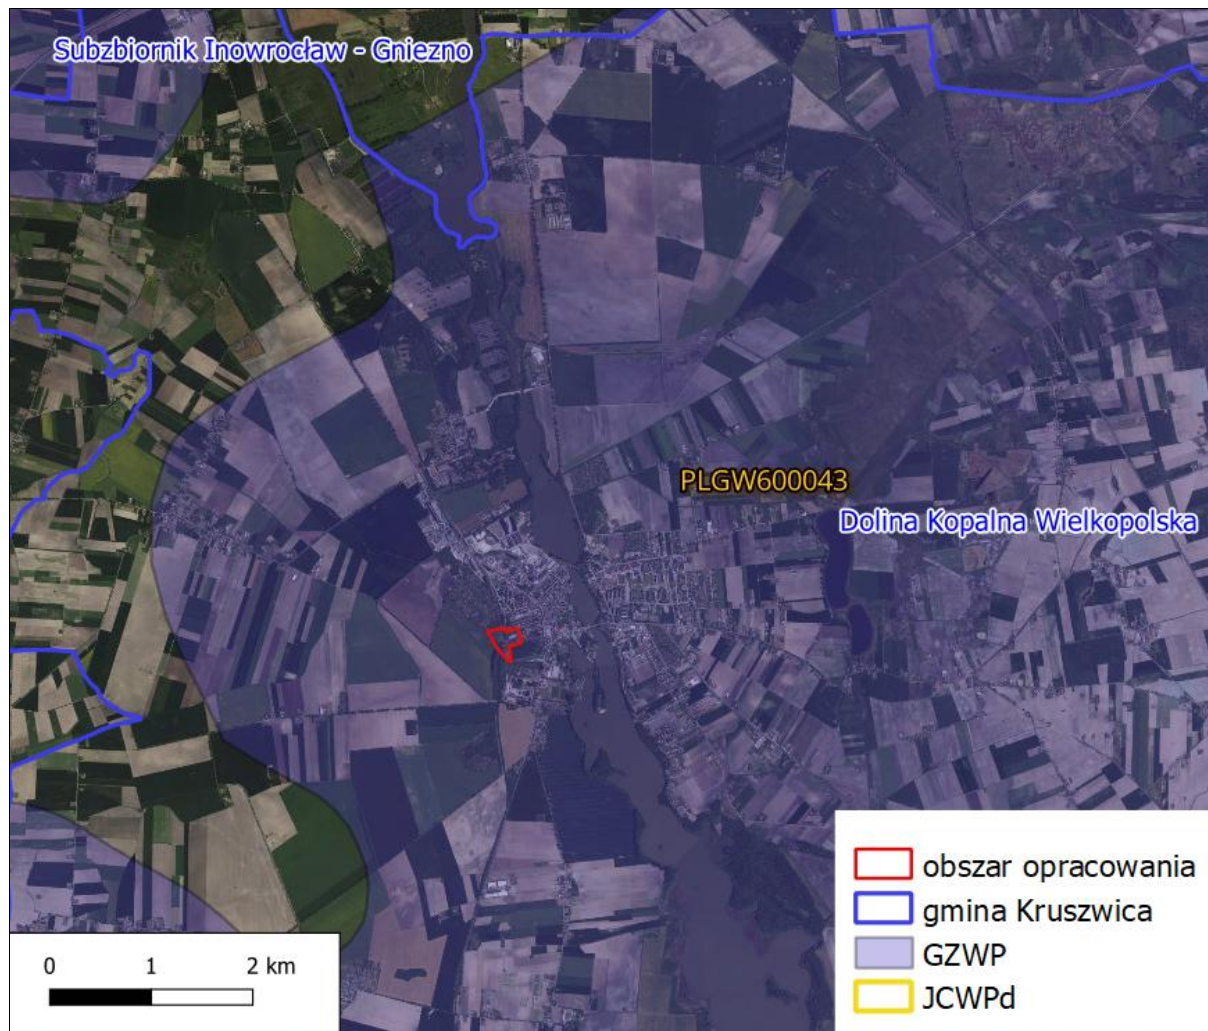 Subzbiornik Inowrocław - Gniezno
PLGW600043
Dolina Kopalna Wielkopolska
obszar opracowania
gmina Kruszwica
GZWP
JCWPd
0 1 2 km